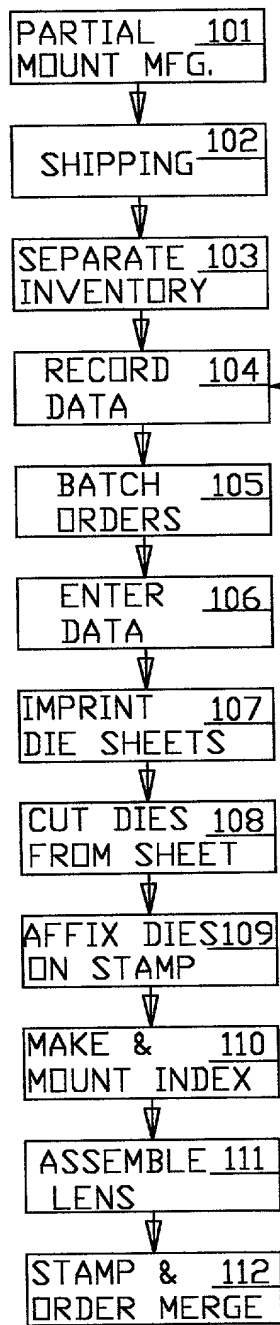 PARTIAL 101
MOUNT MFG.
102
SHIPPING
SEPARATE 103
INVENTORY
RECORD 104
DATA
BATCH 105
ORDERS
ENTER 106
DATA
IMPRINT 107
DIE SHEETS
CUT DIES 108
FROM SHEET
AFFIX DIES 109
ON STAMP
MAKE & 110
MOUNT INDEX
ASSEMBLE 111
LENS
STAMP & 112
ORDER MERGE